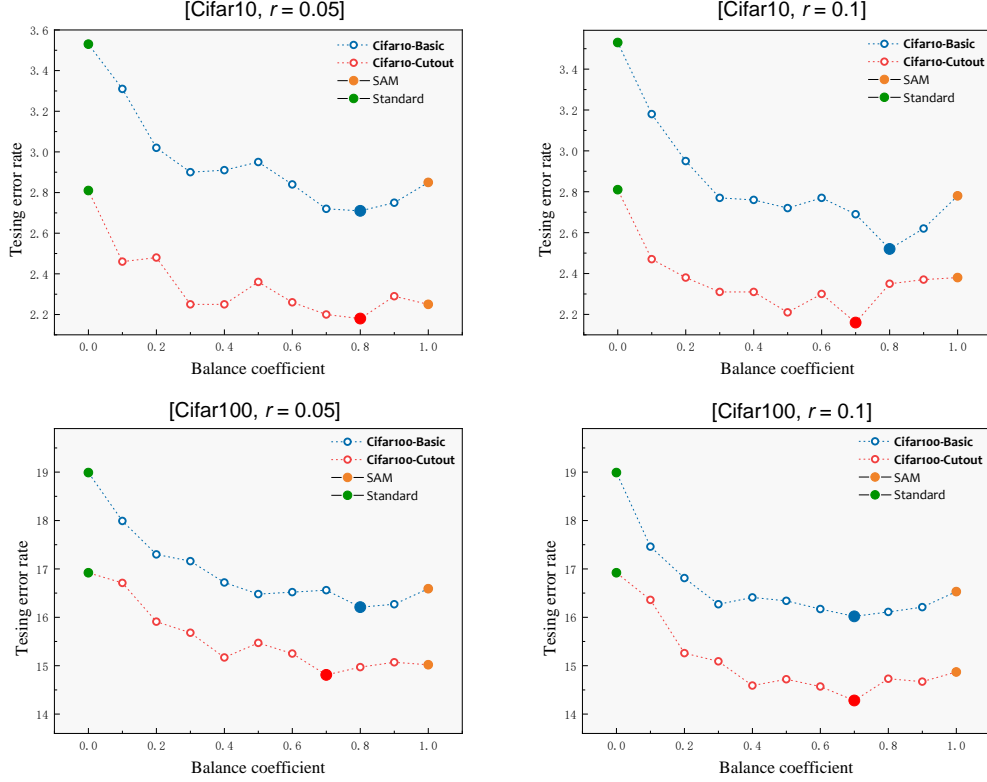 [Cifar10, r = 0.05]
3.6
3.4
3.2
3.0
2.8
2.6
2.4
2.2
Tesing error rate
Cifar10-Basic
Cifar10-Cutout
SAM
Standard
0.0 0.2 0.4 0.6 0.8 1.0
Balance coefficient
[Cifar10, r = 0.1]
3.6
3.4
3.2
3.0
2.8
2.6
2.4
2.2
Tesing error rate
Cifar10-Basic
Cifar10-Cutout
SAM
Standard
0.0 0.2 0.4 0.6 0.8 1.0
Balance coefficient
[Cifar100, r = 0.05]
19
18
17
16
15
14
Tesing error rate
Cifar100-Basic
Cifar100-Cutout
SAM
Standard
0.0 0.2 0.4 0.6 0.8 1.0
Balance coefficient
[Cifar100, r = 0.1]
19
18
17
16
15
14
Tesing error rate
Cifar100-Basic
Cifar100-Cutout
SAM
Standard
0.0 0.2 0.4 0.6 0.8 1.0
Balance coefficient